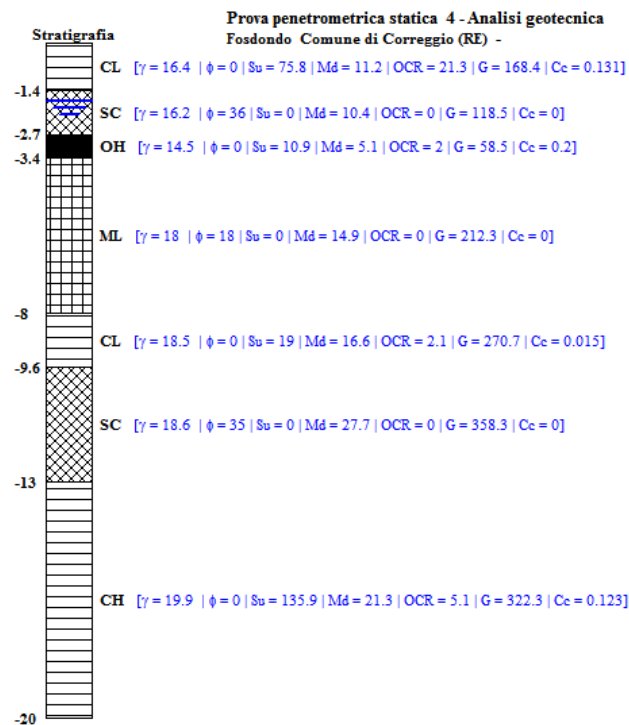 Prova penetrometrica statica 4 - Analisi geotecnica
Stratigrafia
Fosdondo Comune di Correggio (RE) -
CL [γ = 16.4 | ϕ = 0 | Su = 75.8 | Md = 11.2 | OCR = 21.3 | G = 168.4 | Cc = 0.131]
-1.4
SC [γ = 16.2 | ϕ = 36 | Su = 0 | Md = 10.4 | OCR = 0 | G = 118.5 | Cc = 0]
-2.7
OH [γ = 14.5 | ϕ = 0 | Su = 10.9 | Md = 5.1 | OCR = 2 | G = 58.5 | Cc = 0.2]
-3.4
ML [γ = 18 | ϕ = 18 | Su = 0 | Md = 14.9 | OCR = 0 | G = 212.3 | Cc = 0]
-8
CL [γ = 18.5 | ϕ = 0 | Su = 19 | Md = 16.6 | OCR = 2.1 | G = 270.7 | Cc = 0.015]
-9.6
SC [γ = 18.6 | ϕ = 35 | Su = 0 | Md = 27.7 | OCR = 0 | G = 358.3 | Cc = 0]
-13
CH [γ = 19.9 | ϕ = 0 | Su = 135.9 | Md = 21.3 | OCR = 5.1 | G = 322.3 | Cc = 0.123]
-20